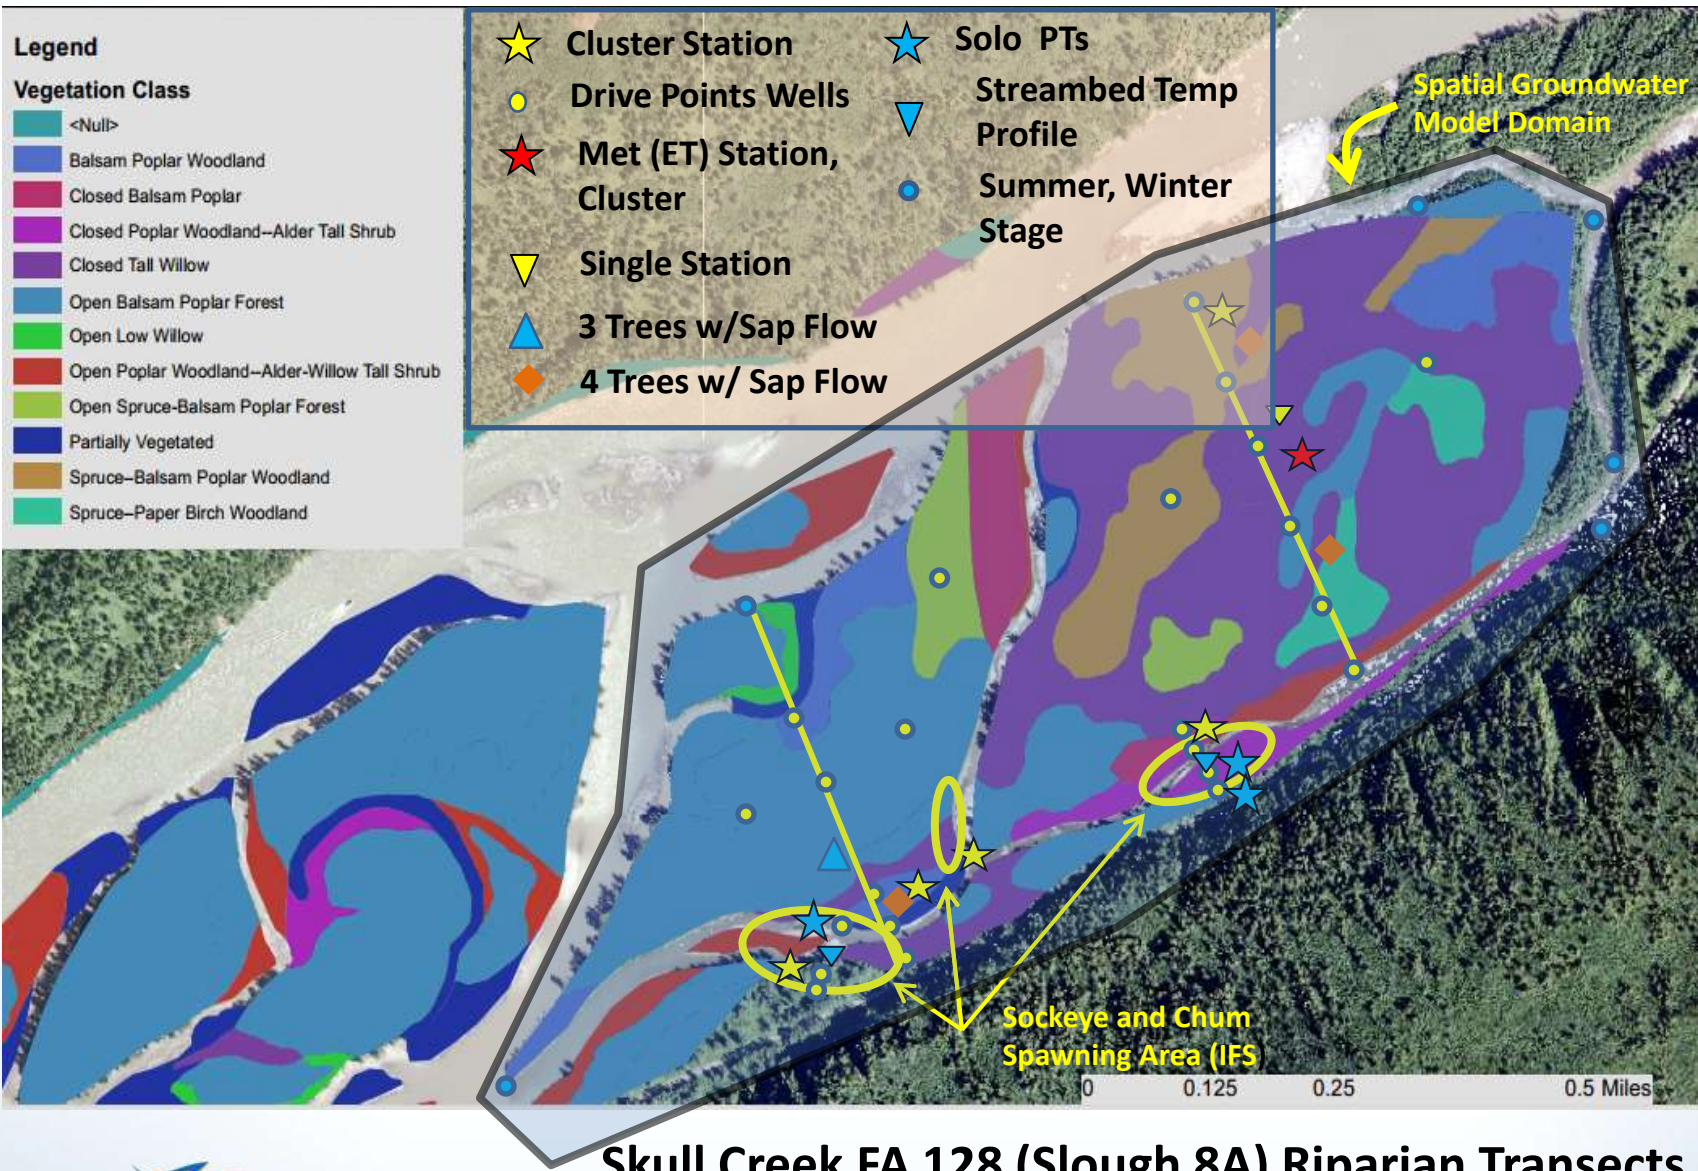 Legend
Vegetation Class
<Null>
Balsam Poplar Woodland
Closed Balsam Poplar
Closed Poplar Woodland--Alder Tall Shrub
Closed Tall Willow
Open Balsam Poplar Forest
Open Low Willow
Open Poplar Woodland--Alder-Willow Tall Shrub
Open Spruce-Balsam Poplar Forest
Partially Vegetated
Spruce--Balsam Poplar Woodland
Spruce--Paper Birch Woodland
Cluster Station
Drive Points Wells
Met (ET) Station,
Cluster
Single Station
3 Trees w/Sap Flow
4 Trees w/ Sap Flow
Solo PTs
Streambed Temp
Profile
Summer, Winter
Stage
Spatial Groundwater
Model Domain
Sockeye and Chum
Spawning Area (IFS
0 0.125 0.25 0.5 Miles
Skull Creek FA 128 (Slough 8A) Riparian Transects